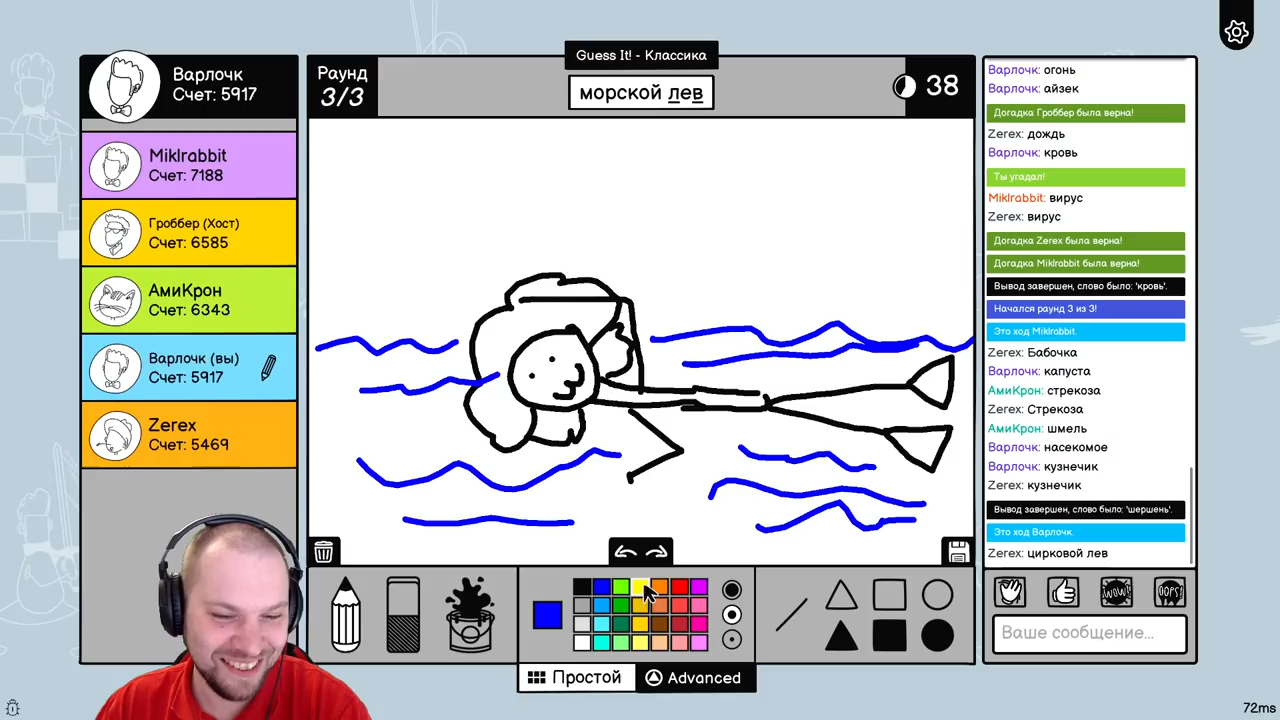 Guess It! - Классика
Варлочк
Счет: 5917
Раунд
3/3
морской лев
38
Miklrabbit
Счет: 7188
Гроббер (Хост)
Счет: 6585
АмиКрон
Счет: 6343
Варлочк (вы)
Счет: 5917
Zerex
Счет: 5469
Варлочк: огонь
Варлочк: айзек
Догадка Гроббер была верна!
Zerex: дождь
Варлочк: кровь
Ты угадал!
Miklrabbit: вирус
Zerex: вирус
Догадка Zerex была верна!
Догадка Miklrabbit была верна!
Вывод завершен, слово было: 'кровь'.
Начался раунд 3 из 3!
Это ход Miklrabbit.
Zerex: Бабочка
Варлочк: капуста
АмиКрон: стрекоза
Zerex: Стрекоза
АмиКрон: шмель
Варлочк: насекомое
Варлочк: кузнечик
Zerex: кузнечик
Вывод завершен, слово было: 'шершень'.
Это ход Варлочк.
Zerex: цирковой лев
WOW!
OOPS!
Ваше сообщение...
Простой
Advanced
72ms